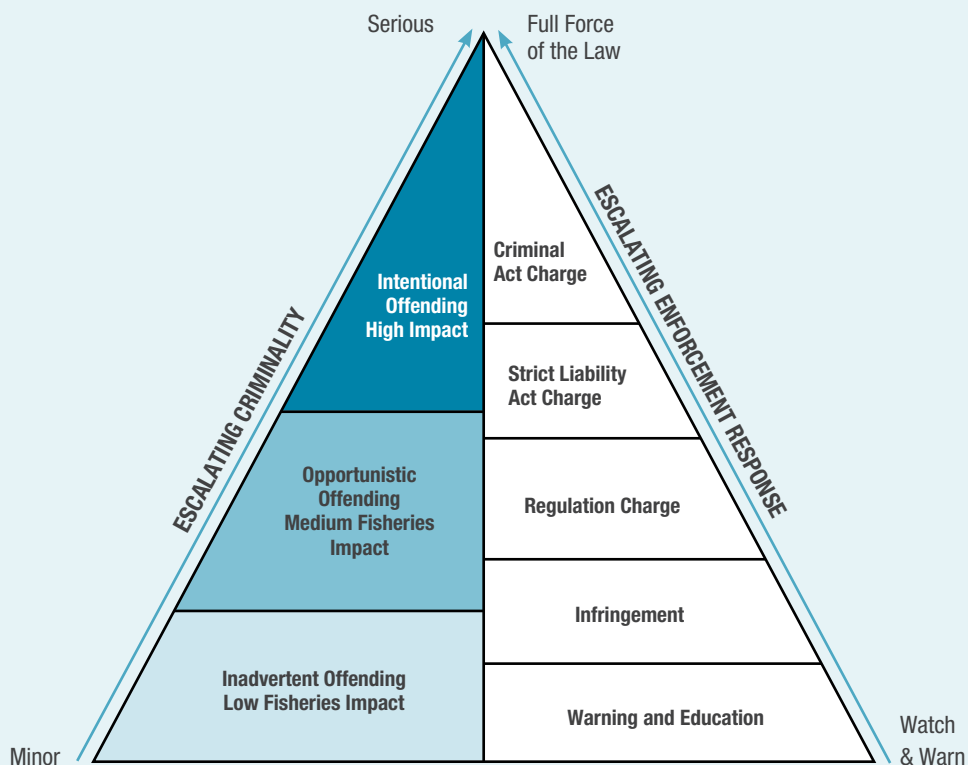 Serious
Full Force
of the Law
ESCALATING CRIMINALITY
ESCALATING ENFORCEMENT RESPONSE
Intentional
Offending
High Impact
Criminal
Act Charge
Strict Liability
Act Charge
Opportunistic
Offending
Medium Fisheries
Impact
Regulation Charge
Infringement
Inadvertent Offending
Low Fisheries Impact
Warning and Education
Minor
Watch
& Warn